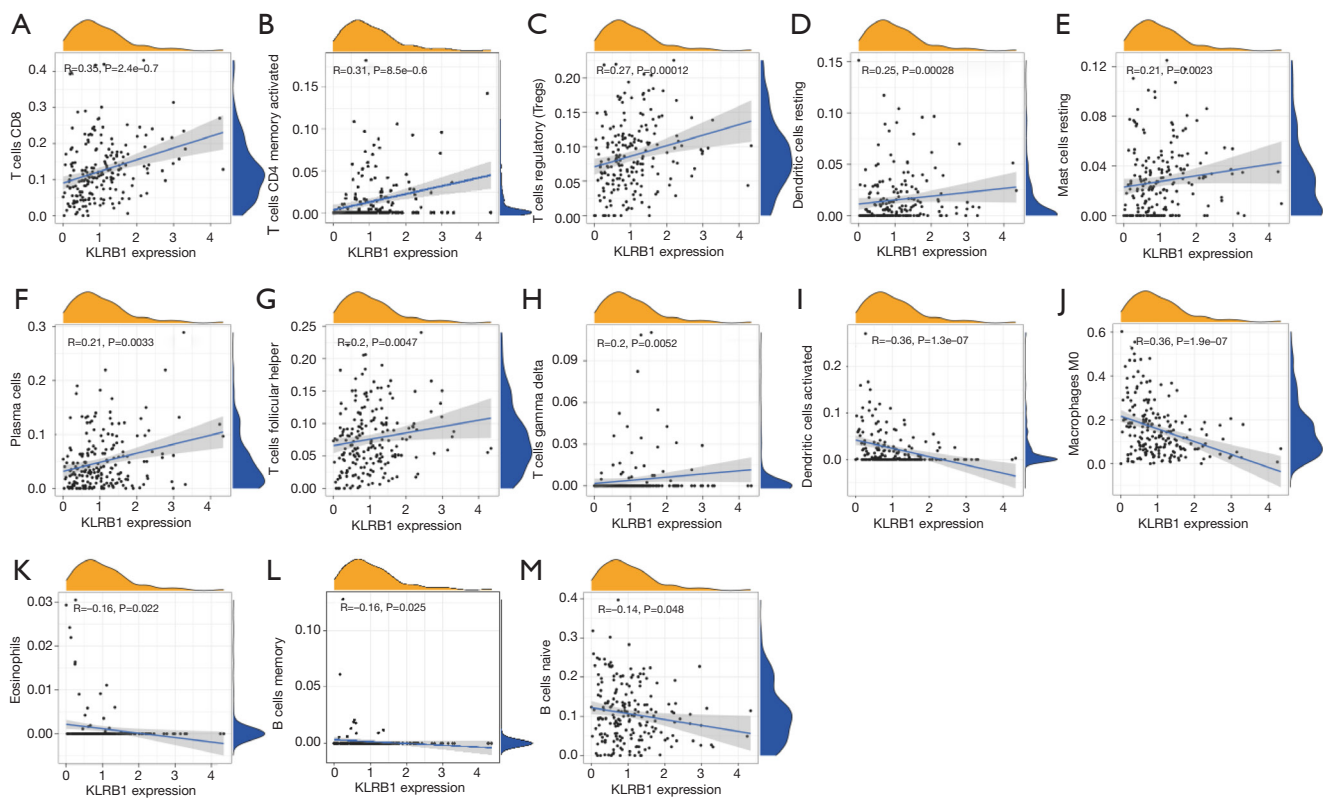 A
R=0.35, P=2.4e−0.7
T cells CD8
0.4
0.3
0.2
0.1
0.0
0 1 2 3 4
KLRB1 expression
B
R=0.31, P=8.5e−0.6
T cells CD4 memory activated
0.15
0.10
0.05
0.00
0 1 2 3 4
KLRB1 expression
C
R=0.27, P=0.00012
T cells regulatory (Tregs)
0.20
0.15
0.10
0.05
0.00
0 1 2 3 4
KLRB1 expression
D
R=0.25, P=0.00028
Dendritic cells resting
0.15
0.10
0.05
0.00
0 1 2 3 4
KLRB1 expression
E
R=0.21, P=0.0023
Mast cells resting
0.12
0.08
0.04
0.00
0 1 2 3 4
KLRB1 expression
F
R=0.21, P=0.0033
Plasma cells
0.3
0.2
0.1
0.0
0 1 2 3 4
KLRB1 expression
G
R=0.2, P=0.0047
T cells follicular helper
0.25
0.20
0.15
0.10
0.05
0.00
0 1 2 3 4
KLRB1 expression
H
R=0.2, P=0.0052
T cells gamma delta
0.09
0.06
0.03
0.00
0 1 2 3 4
KLRB1 expression
I
R=−0.36, P=1.3e−07
Dendritic cells activated
0.3
0.2
0.1
0.0
0 1 2 3 4
KLRB1 expression
J
R=0.36, P=1.9e−07
Macrophages M0
0.6
0.4
0.2
0.0
0 1 2 3 4
KLRB1 expression
K
R=−0.16, P=0.022
Eosinophils
0.03
0.02
0.001
0.00
0 1 2 3 4
KLRB1 expression
L
R=−0.16, P=0.025
B cells memory
0.10
0.05
0.00
0 1 2 3 4
KLRB1 expression
M
R=−0.14, P=0.048
B cells naive
0.4
0.3
0.2
0.1
0.0
0 1 2 3 4
KLRB1 expression